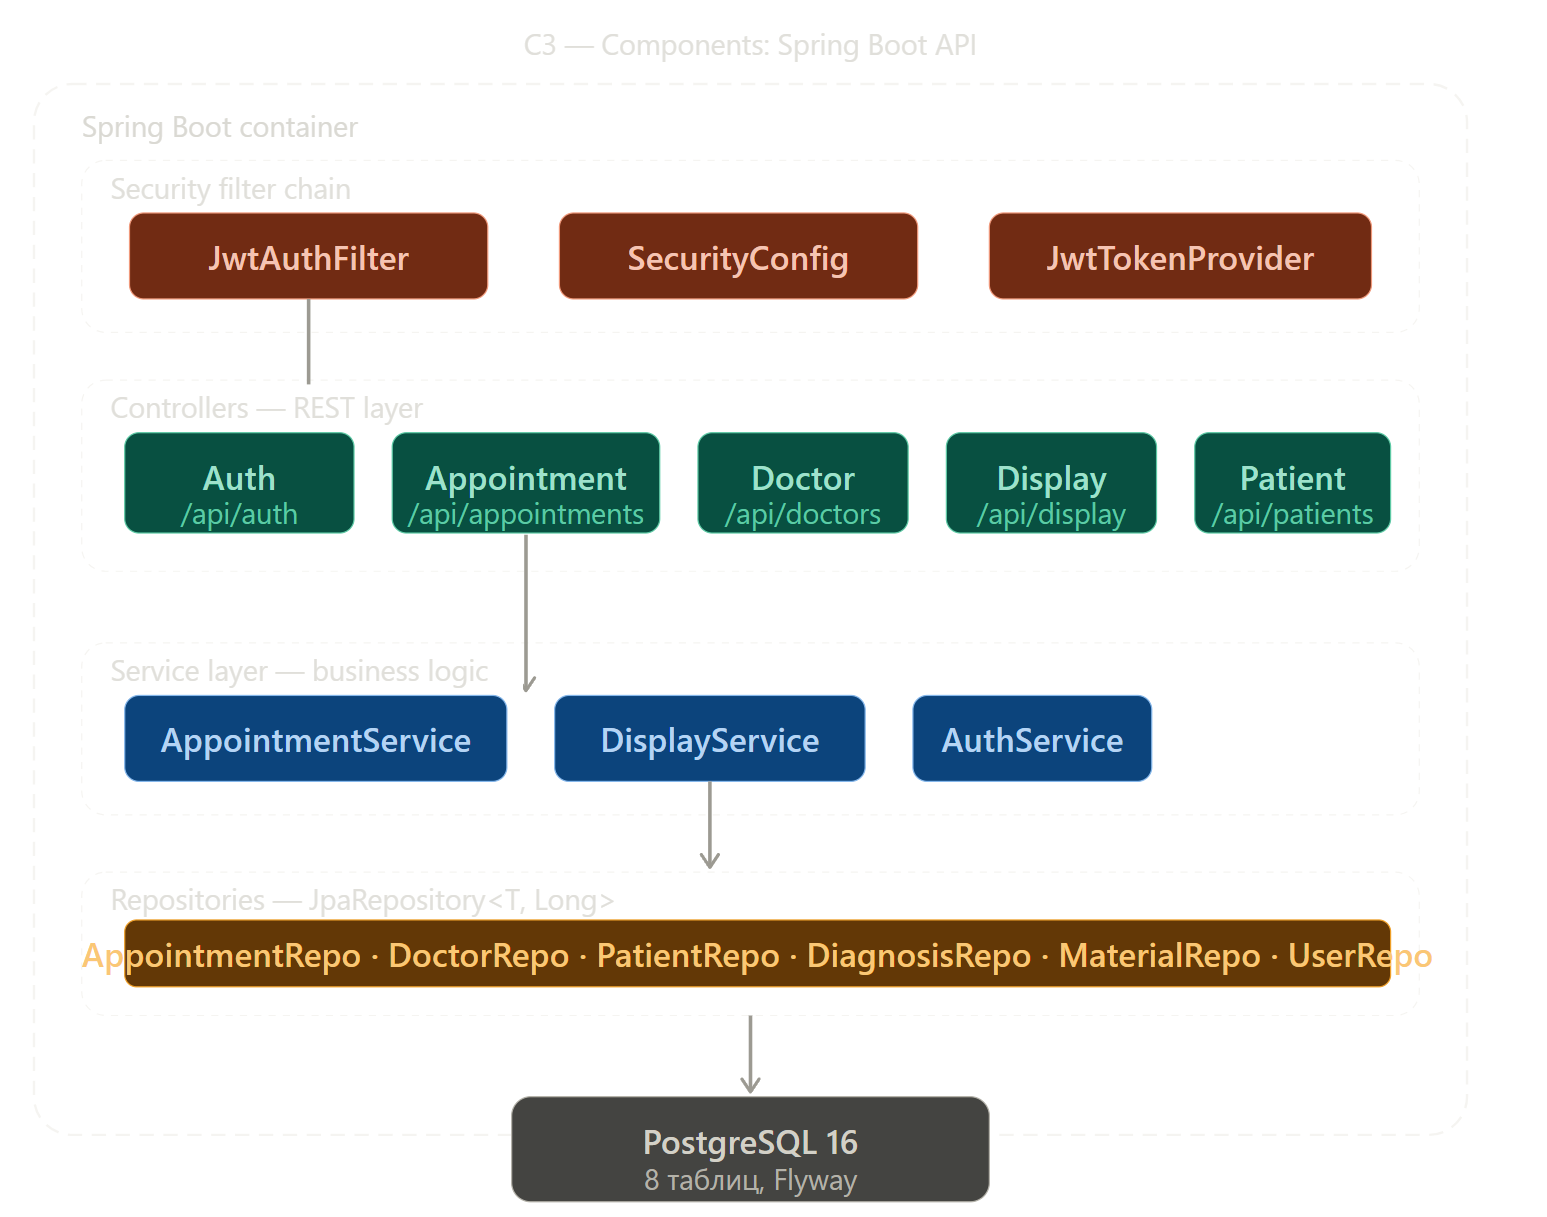 C3 — Components: Spring Boot API
Spring Boot container
Security filter chain
JwtAuthFilter
SecurityConfig
JwtTokenProvider
Controllers — REST layer
Auth
/api/auth
Appointment
/api/appointments
Doctor
/api/doctors
Display
/api/display
Patient
/api/patients
Service layer — business logic
AppointmentService
DisplayService
AuthService
Repositories — JpaRepository<T, Long>
AppointmentRepo · DoctorRepo · PatientRepo · DiagnosisRepo · MaterialRepo · UserRepo
PostgreSQL 16
8 таблиц, Flyway